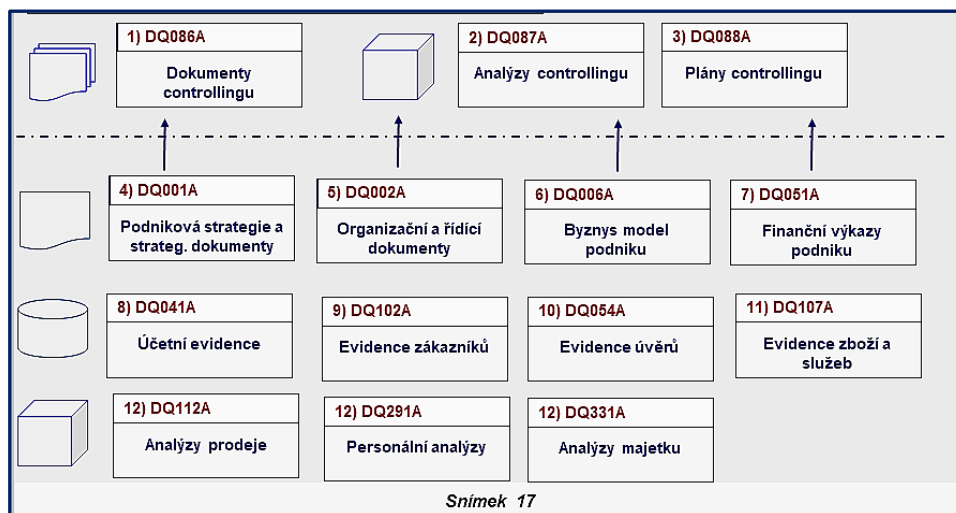 1) DQ086A
Dokumenty
controllingu
2) DQ087A
Analýzy controllingu
3) DQ088A
Plány controllingu
4) DQ001A
Podniková strategie a
strateg. dokumenty
5) DQ002A
Organizační a řídící
dokumenty
6) DQ006A
Byznys model
podniku
7) DQ051A
Finanční výkazy
podniku
8) DQ041A
Účetní evidence
9) DQ102A
Evidence zákazníků
10) DQ054A
Evidence úvěrů
11) DQ107A
Evidence zboží a
služeb
12) DQ112A
Analýzy prodeje
12) DQ291A
Personální analýzy
12) DQ331A
Analýzy majetku
Snímek 17